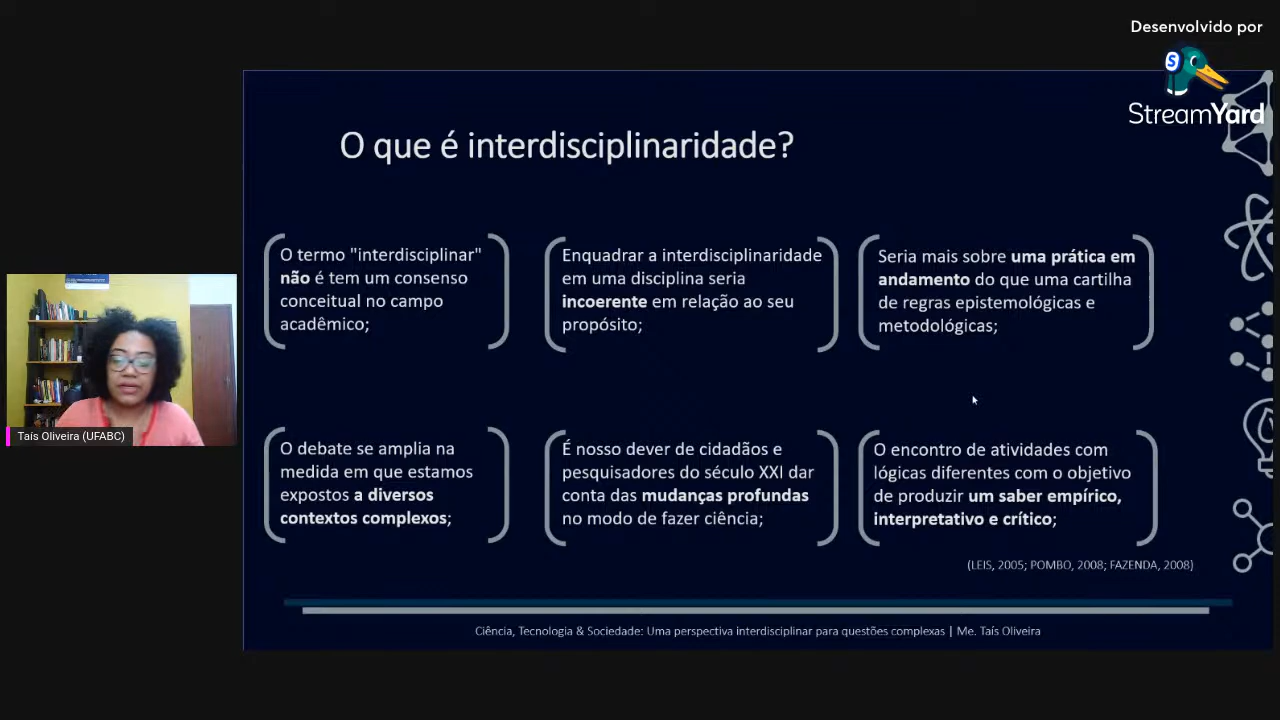 Desenvolvido por
StreamYard
O que é interdisciplinaridade?
O termo "interdisciplinar"
não é tem um consenso
conceitual no campo
acadêmico;
Enquadrar a interdisciplinaridade
em uma disciplina seria
incoerente em relação ao seu
propósito;
Seria mais sobre uma prática em
andamento do que uma cartilha
de regras epistemológicas e
metodológicas;
O debate se amplia na
medida em que estamos
expostos a diversos
contextos complexos;
É nosso dever de cidadãos e
pesquisadores do século XXI dar
conta das mudanças profundas
no modo de fazer ciência;
O encontro de atividades com
lógicas diferentes com o objetivo
de produzir um saber empírico,
interpretativo e crítico;
(LEIS, 2005; POMBO, 2008; FAZENDA, 2008)
Ciência, Tecnologia & Sociedade: Uma perspectiva interdisciplinar para questões complexas | Me. Taís Oliveira
Taís Oliveira (UFABC)